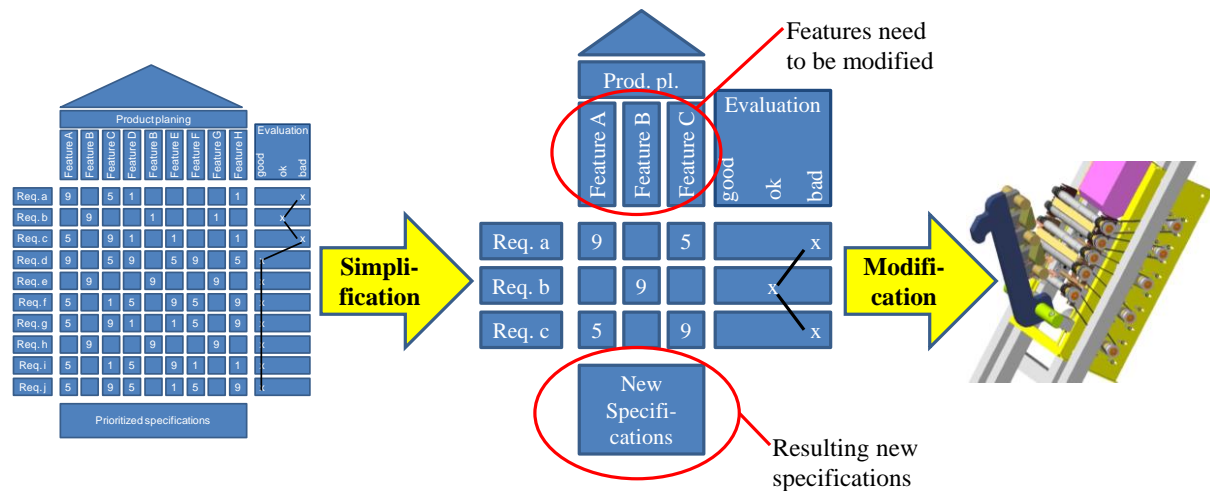 Product planing
Evaluation
Feature A
Feature B
Feature C
Feature D
Feature B
Feature E
Feature F
Feature G
Feature H
good
ok
bad
Req. a 9 5 1 1 x
Req. b 9 1 1 x
Req. c 5 9 1 1 1 x
Req. d 9 5 9 5 9 5 x
Req. e 9 9 9 x
Req. f 5 1 5 9 5 9 x
Req. g 5 9 1 1 5 9 x
Req. h 9 9 9 x
Req. i 5 1 5 9 1 1 x
Req. j 5 9 5 1 5 9 x
Prioritized specifications
Simpli-
fication
Features need
to be modified
Prod. pl.
Evaluation
Feature A
Feature B
Feature C
good
ok
bad
Req. a 9 5 x
Req. b 9 x
Req. c 5 9 x
New
Specifi-
cations
Resulting new
specifications
Modifi-
cation